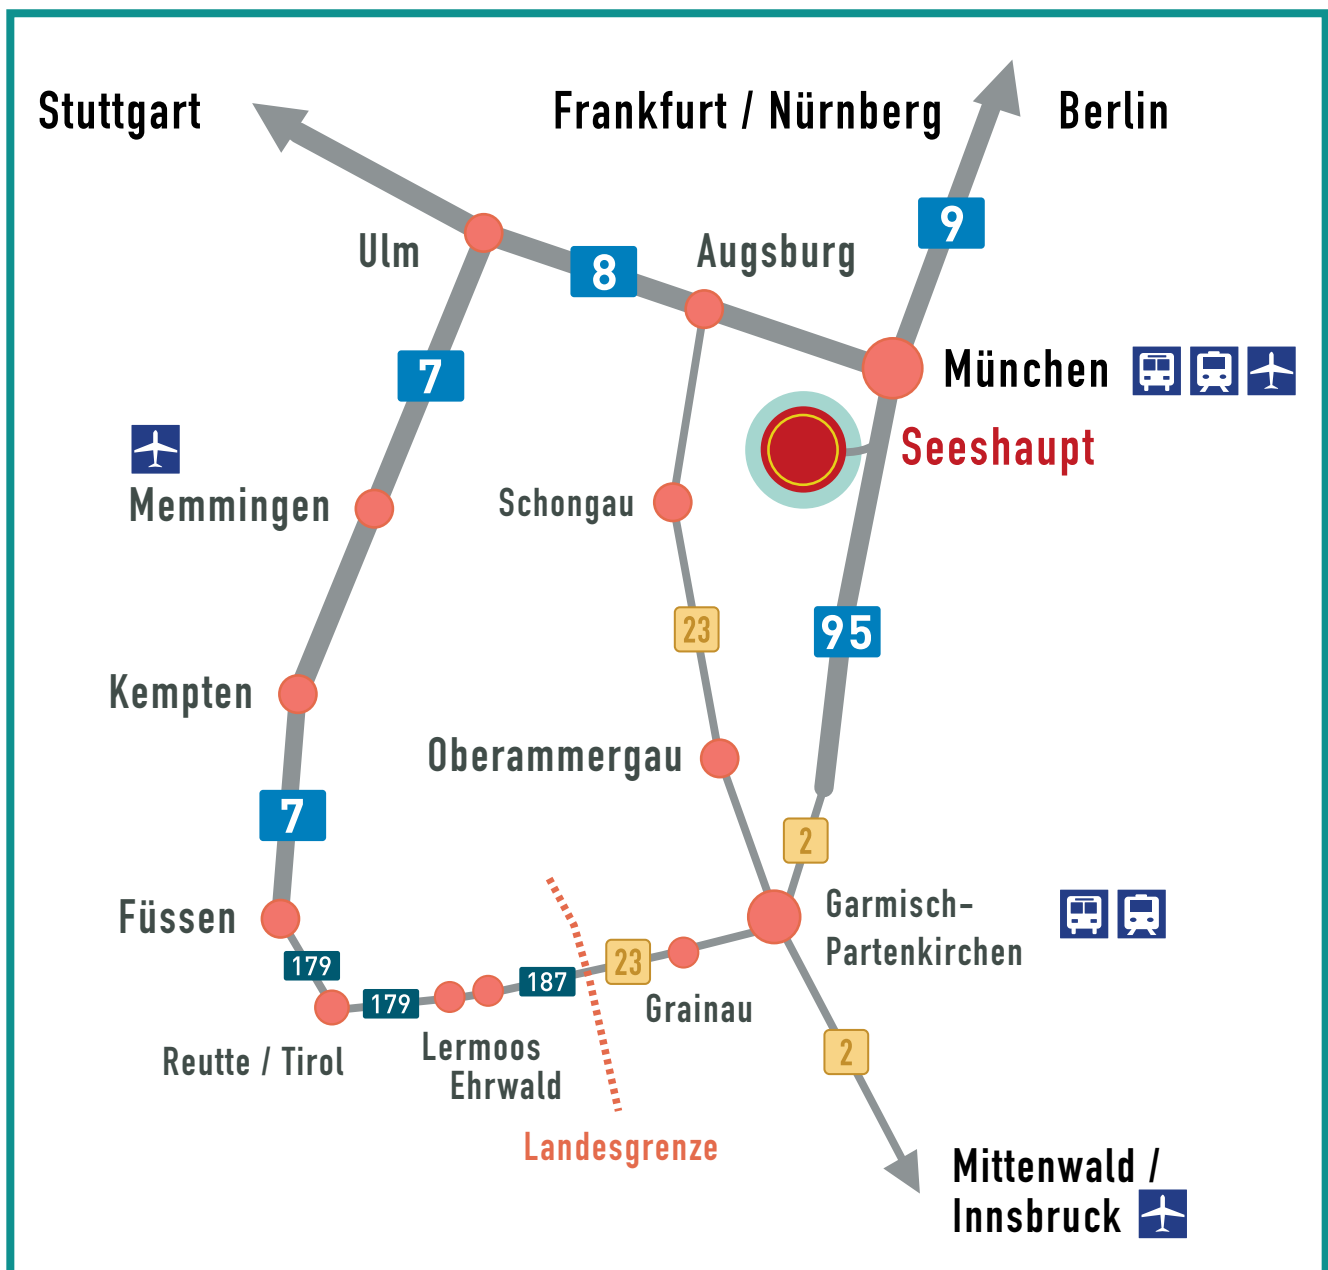 Stuttgart
Frankfurt / Nürnberg
Berlin
9
Ulm
8
Augsburg
7
München
Seeshaupt
Memmingen
Schongau
23
95
Kempten
Oberammergau
7
2
Füssen
Garmisch-
Partenkirchen
179
23
187
179
Grainau
Reutte / Tirol
Lermoos
Ehrwald
2
Landesgrenze
Mittenwald /
Innsbruck